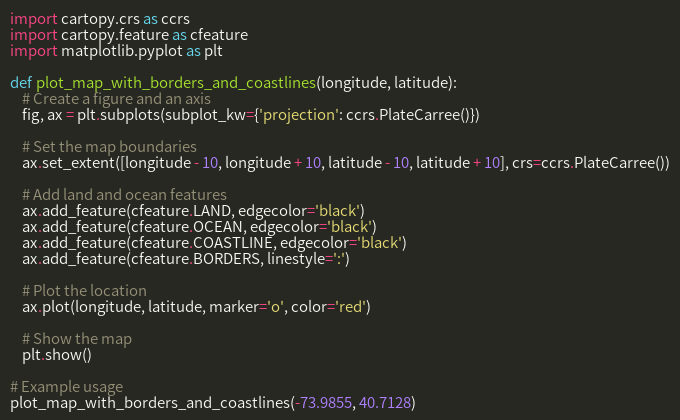 import cartopy.crs as ccrs
import cartopy.feature as cfeature
import matplotlib.pyplot as plt

def plot_map_with_borders_and_coastlines(longitude, latitude):
    # Create a figure and an axis
    fig, ax = plt.subplots(subplot_kw={'projection': ccrs.PlateCarree()})

    # Set the map boundaries
    ax.set_extent([longitude - 10, longitude + 10, latitude - 10, latitude + 10], crs=ccrs.PlateCarree())

    # Add land and ocean features
    ax.add_feature(cfeature.LAND, edgecolor='black')
    ax.add_feature(cfeature.OCEAN, edgecolor='black')
    ax.add_feature(cfeature.COASTLINE, edgecolor='black')
    ax.add_feature(cfeature.BORDERS, linestyle=':')

    # Plot the location
    ax.plot(longitude, latitude, marker='o', color='red')

    # Show the map
    plt.show()

# Example usage
plot_map_with_borders_and_coastlines(-73.9855, 40.7128)